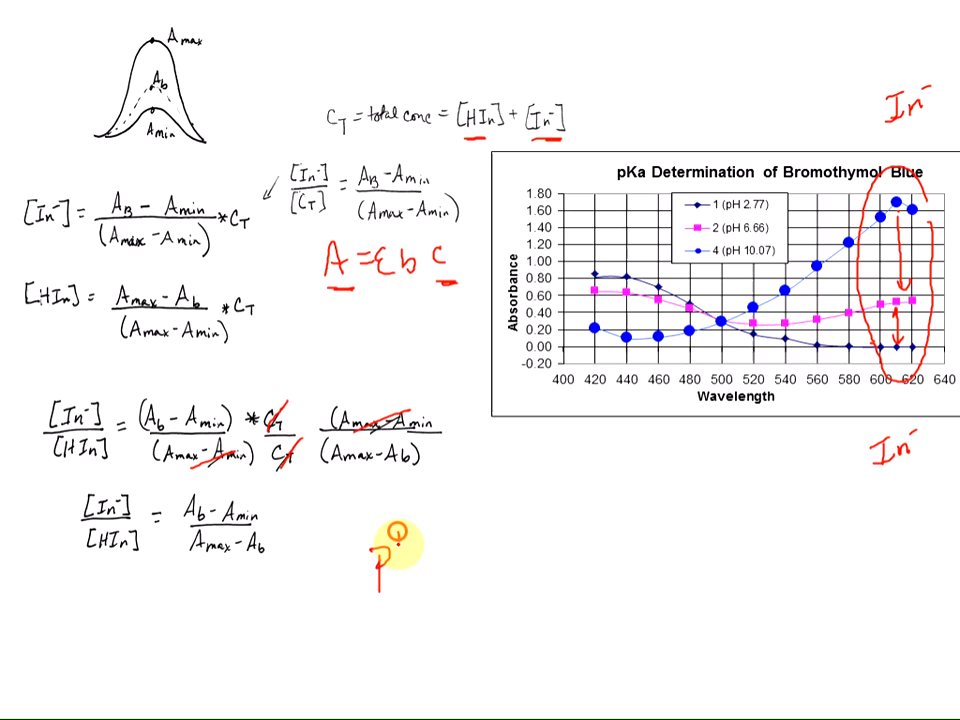 A max
Ab
Amin
CT = total conc = [HIn] + [In⁻]
In⁻
[In⁻] / [CT] = AB - Amin / (Amax - Amin)
[In⁻] = AB - Amin / (Amax - Amin) * CT
A = εbc
[HIn] = Amax - Ab / (Amax - Amin) * CT
pKa Determination of Bromothymol Blue
1 (pH 2.77)
2 (pH 6.66)
4 (pH 10.07)
Absorbance
1.80
1.60
1.40
1.20
1.00
0.80
0.60
0.40
0.20
0.00
-0.20
400 420 440 460 480 500 520 540 560 580 600 620 640
Wavelength
[In⁻] / [HIn] = (Ab - Amin) / (Amax - Amin) * CT / CT (Amax - Amin) / (Amax - Ab)
In⁻
[In⁻] / [HIn] = Ab - Amin / Amax - Ab
P